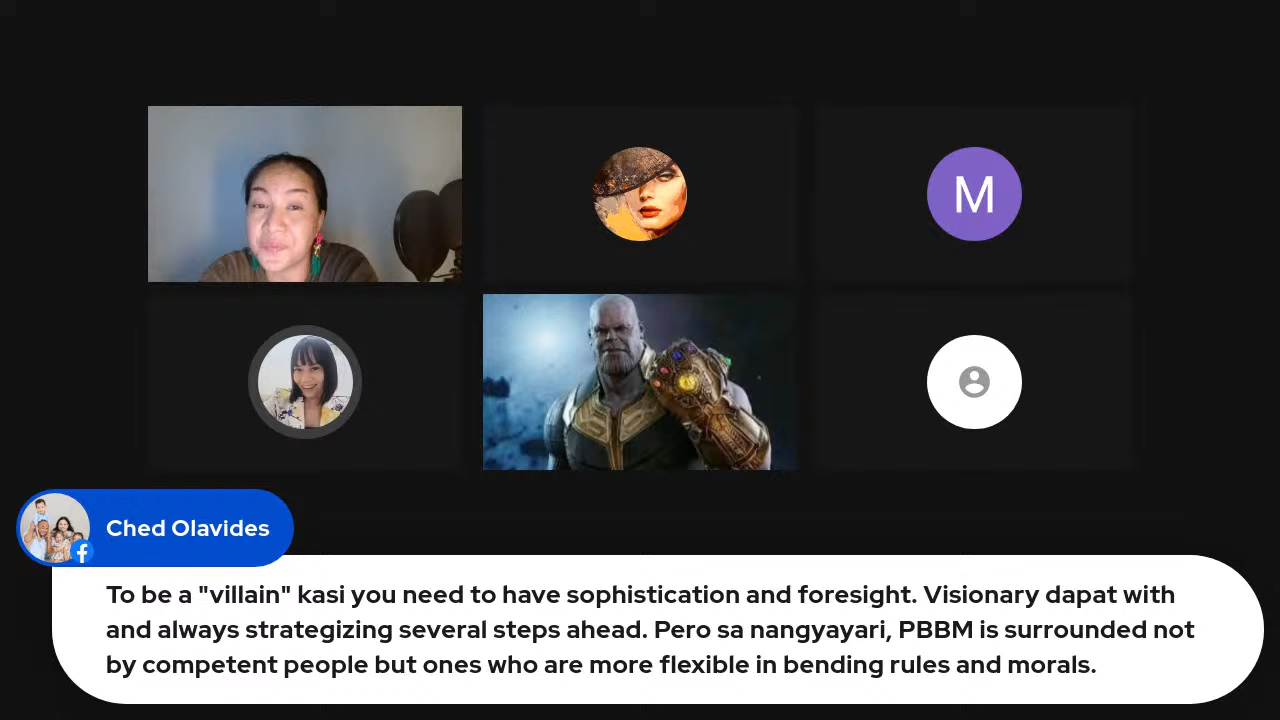 M
Ched Olavides
To be a "villain" kasi you need to have sophistication and foresight. Visionary dapat with
and always strategizing several steps ahead. Pero sa nangyayari, PBBM is surrounded not
by competent people but ones who are more flexible in bending rules and morals.